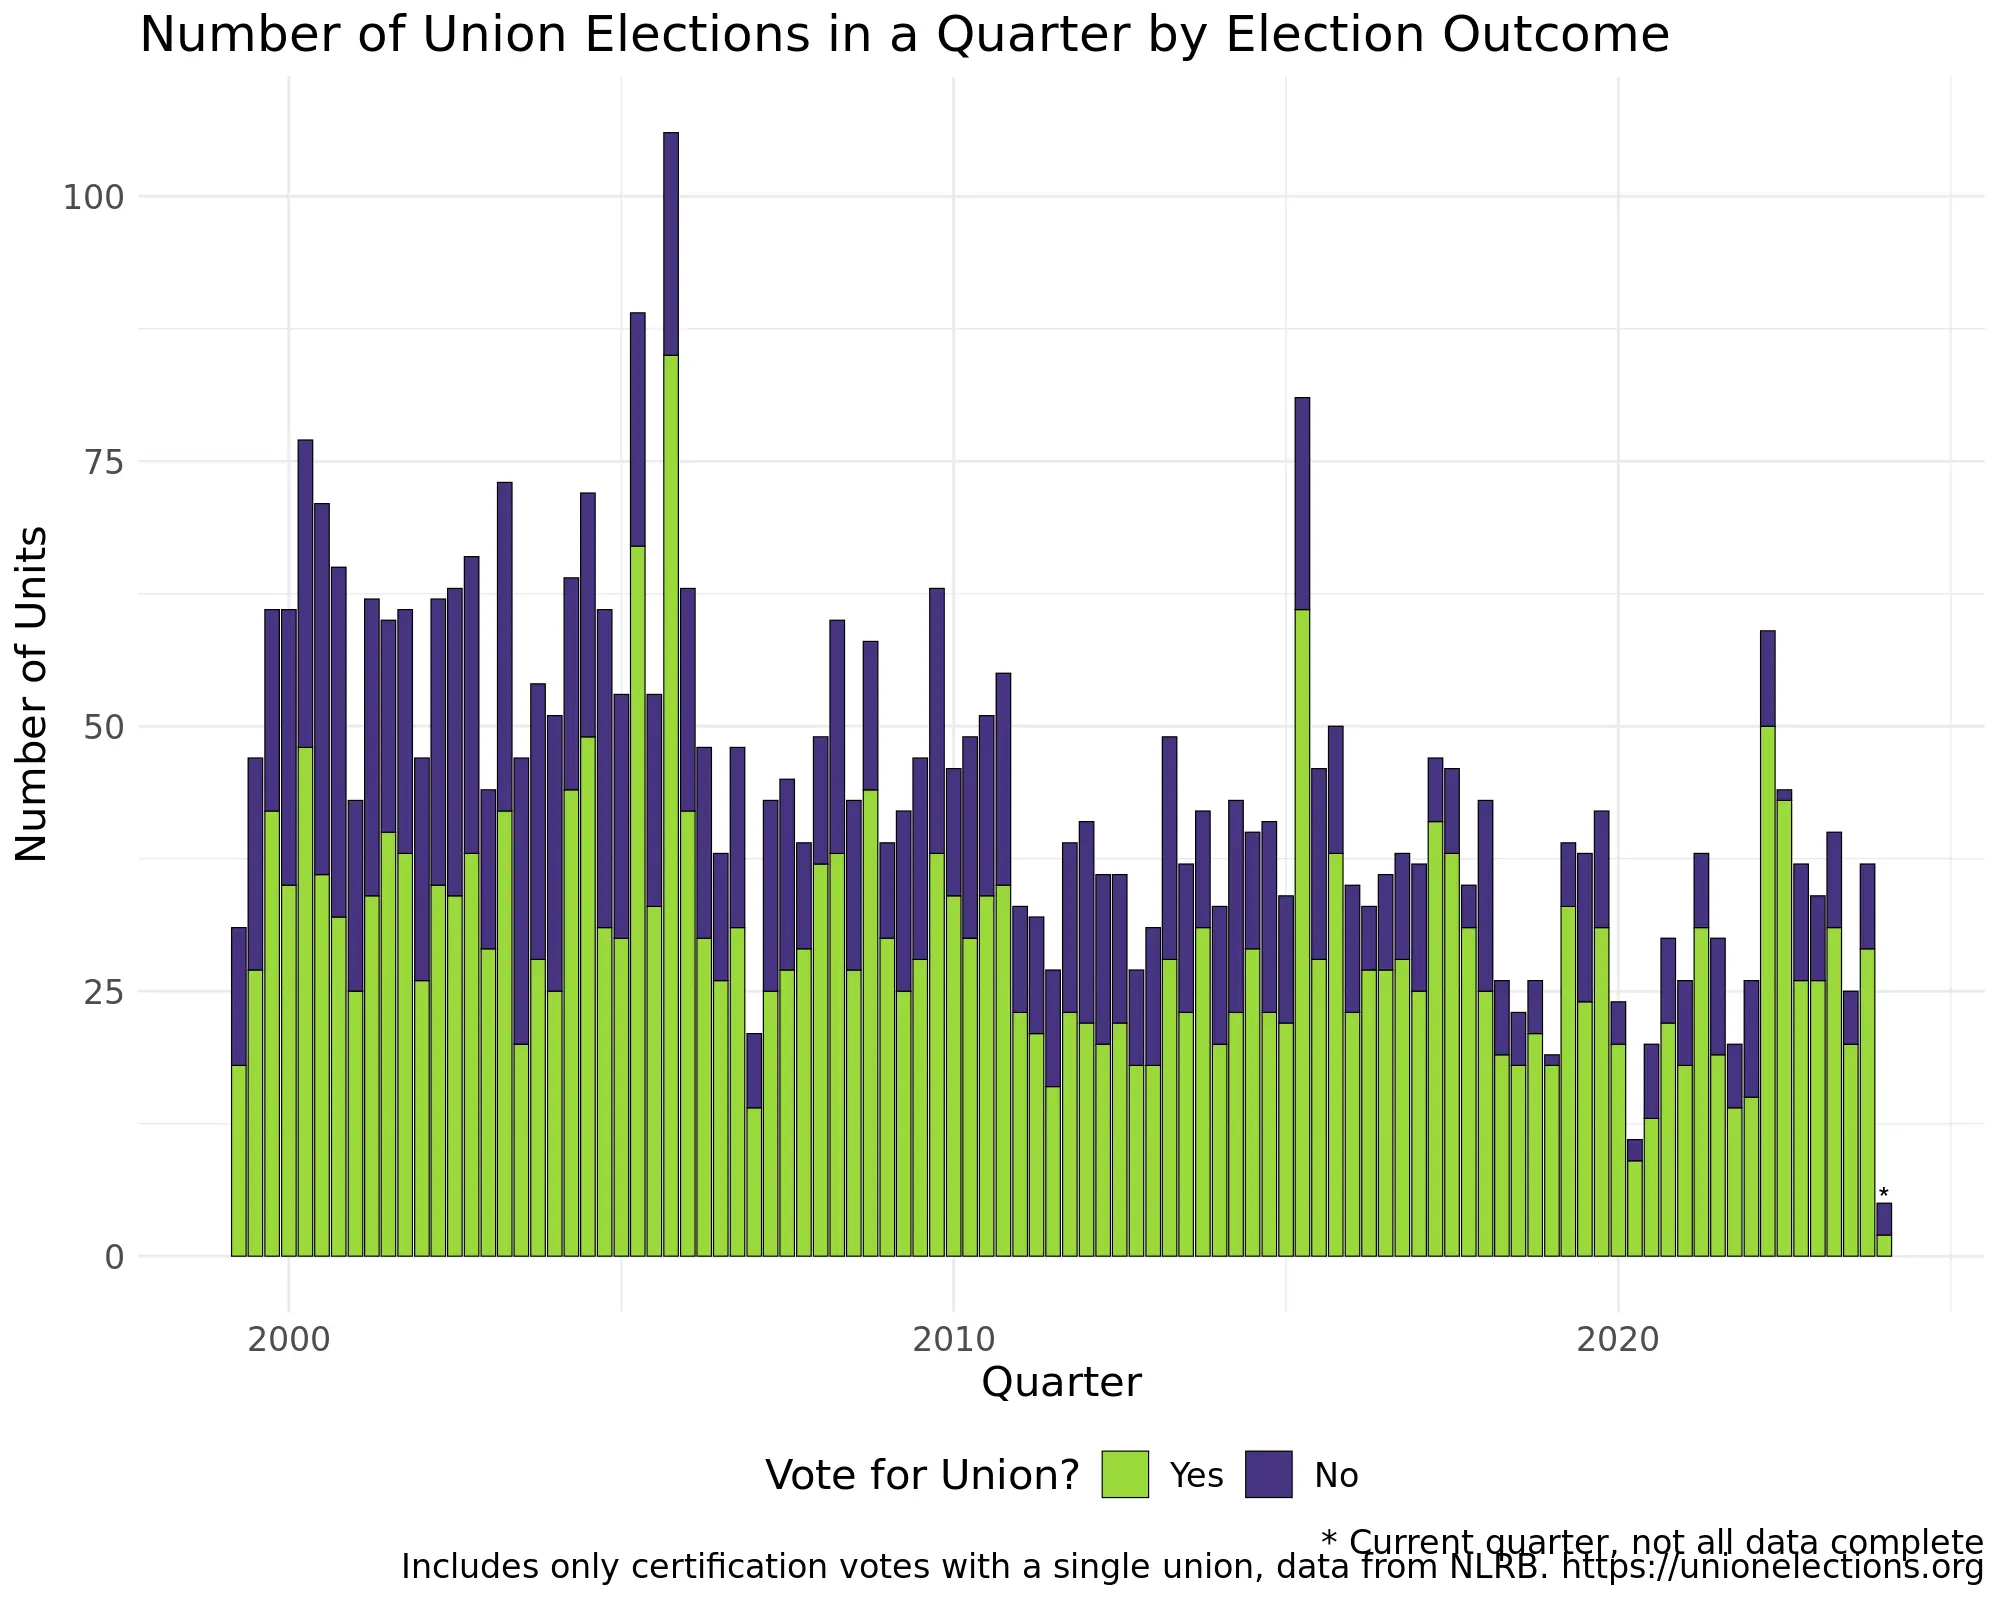 Number of Union Elections in a Quarter by Election Outcome
Number of Units
100
75
50
25
0
*
2000 2010 2020
Quarter
Vote for Union? Yes No
* Current quarter, not all data complete
Includes only certification votes with a single union, data from NLRB. https://unionelections.org